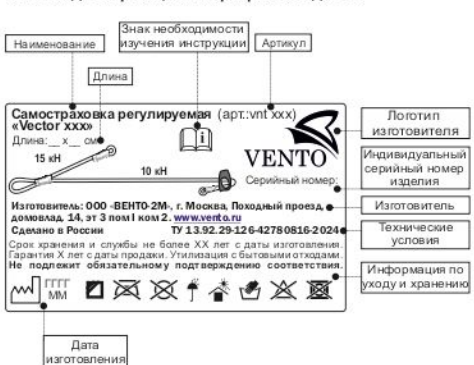 Знак необходимости
изучения инструкции
Наименование
Артикул
Длина
Самостраховка регулируемая (арт.:vnt xxx)
«Vector xxx»
Длина:__ x__ см
15 кН
10 кН
VENTO
Серийный номер:
Изготовитель: ООО «ВЕНТО-2М», г. Москва, Походный проезд,
домовлад. 14, эт 3 пом I ком 2. www.vento.ru
Сделано в России
ТУ 13.92.29-126-42780816-2024
Срок хранения и службы не более XX лет с даты изготовления.
Гарантия X лет с даты продажи. Утилизация с бытовыми отходами.
Не подлежит обязательному подтверждению соответствия.
ГГГГ
ММ
Логотип
изготовителя
Индивидуальный
серийный номер
изделия
Изготовитель
Технические
условия
Информация по
уходу и хранению
Дата
изготовления